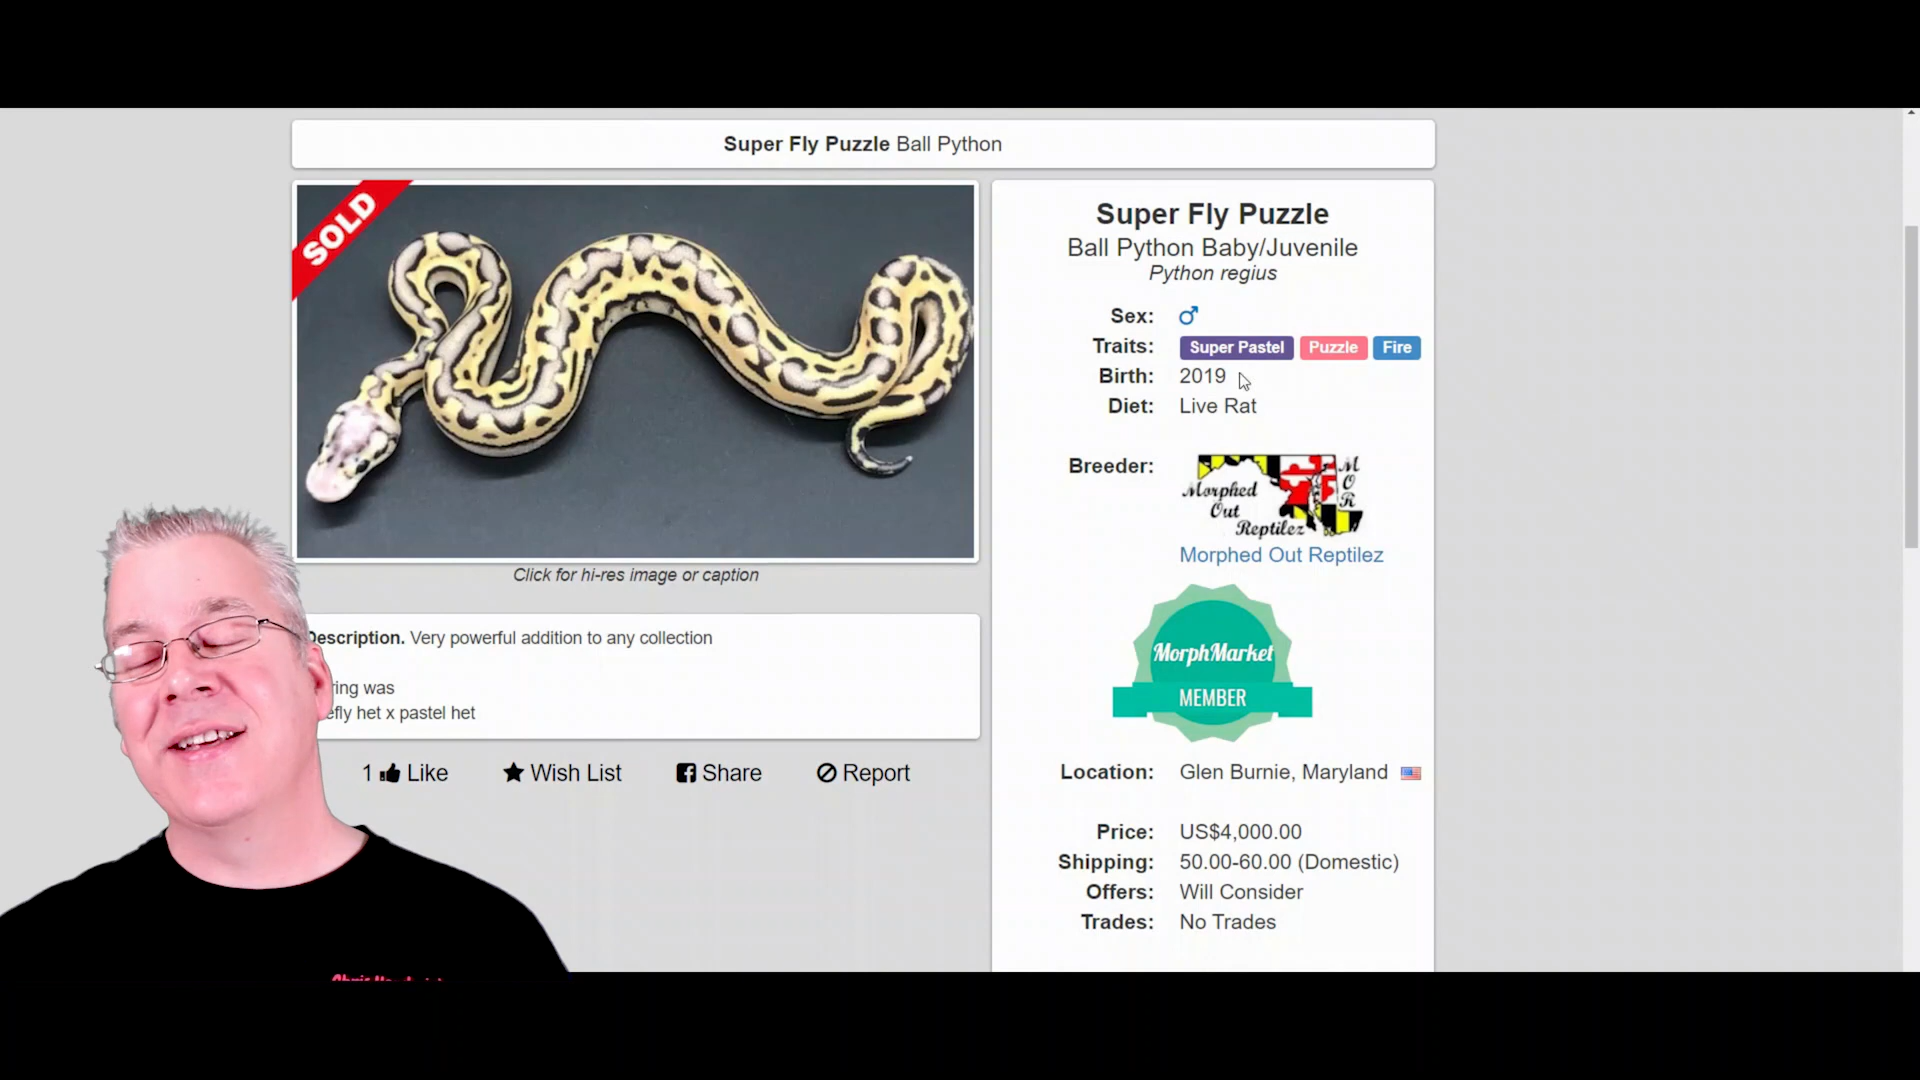 Super Fly Puzzle Ball Python
SOLD
Click for hi-res image or caption
Description. Very powerful addition to any collection
was
het x pastel het
1 Like Wish List Share Report
Super Fly Puzzle
Ball Python Baby/Juvenile
Python regius
Sex: ♂
Traits: Super Pastel Puzzle Fire
Birth: 2019
Diet: Live Rat
Breeder:
Morphed
Out
Reptilez
MOR
Morphed Out Reptilez
MorphMarket
MEMBER
Location: Glen Burnie, Maryland
Price: US$4,000.00
Shipping: 50.00-60.00 (Domestic)
Offers: Will Consider
Trades: No Trades